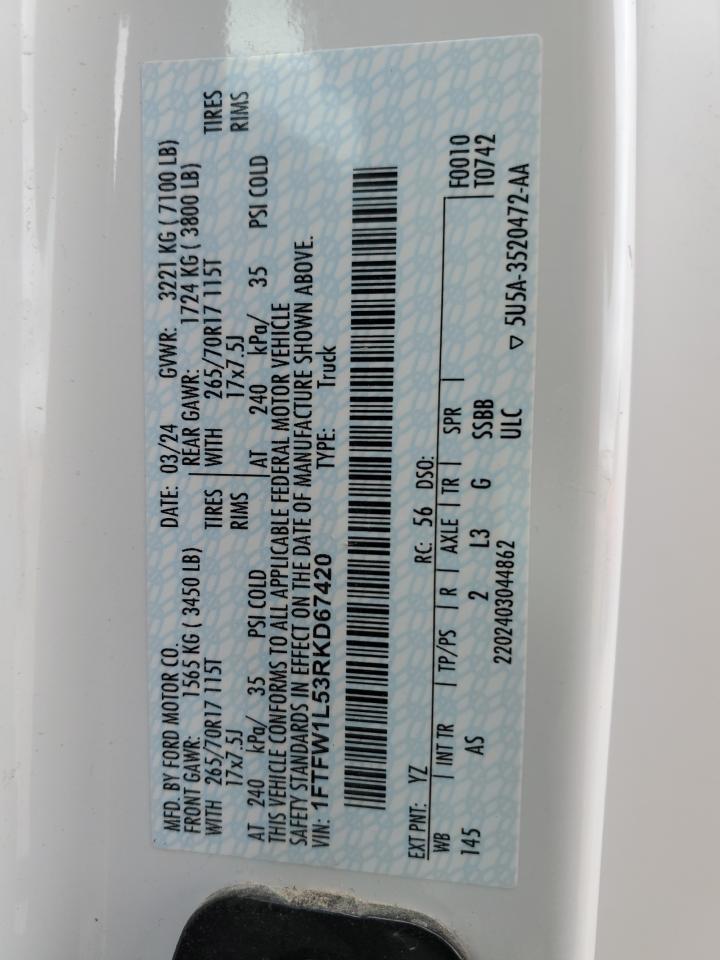 MFD. BY FORD MOTOR CO. DATE: 03/24 GVWR: 3221 KG ( 7100 LB)
FRONT GAWR: 1565 KG ( 3450 LB) REAR GAWR: 1724 KG ( 3800 LB)
WITH 265/70R17 115T TIRES WITH 265/70R17 115T TIRES
17x7.5J RIMS 17x7.5J RIMS
AT 240 kPa/ 35 PSI COLD AT 240 kPa/ 35 PSI COLD
THIS VEHICLE CONFORMS TO ALL APPLICABLE FEDERAL MOTOR VEHICLE
SAFETY STANDARDS IN EFFECT ON THE DATE OF MANUFACTURE SHOWN ABOVE.
VIN: 1FTFW1L53RKD67420 TYPE: Truck
EXT PNT: YZ RC: 56 DSO: F0010
WB INT TR TP/PS R AXLE TR SPR T0742
145 AS 2 L3 G SSBB
2202403044862 ULC ▽ 5U5A-3520472-AA